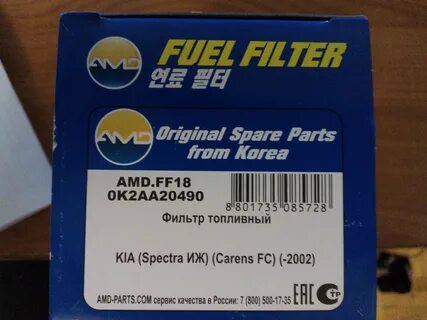 AMD
FUEL FILTER
연료 필터
AMD
Original Spare Parts
from Korea
AMD.FF18
0K2AA20490
8 801735 085728
Фильтр топливный
KIA (Spectra ИЖ) (Carens FC) (-2002)
AMD-PARTS.COM сервис качества в России: 7 (800) 500-17-35
EAC
СТР